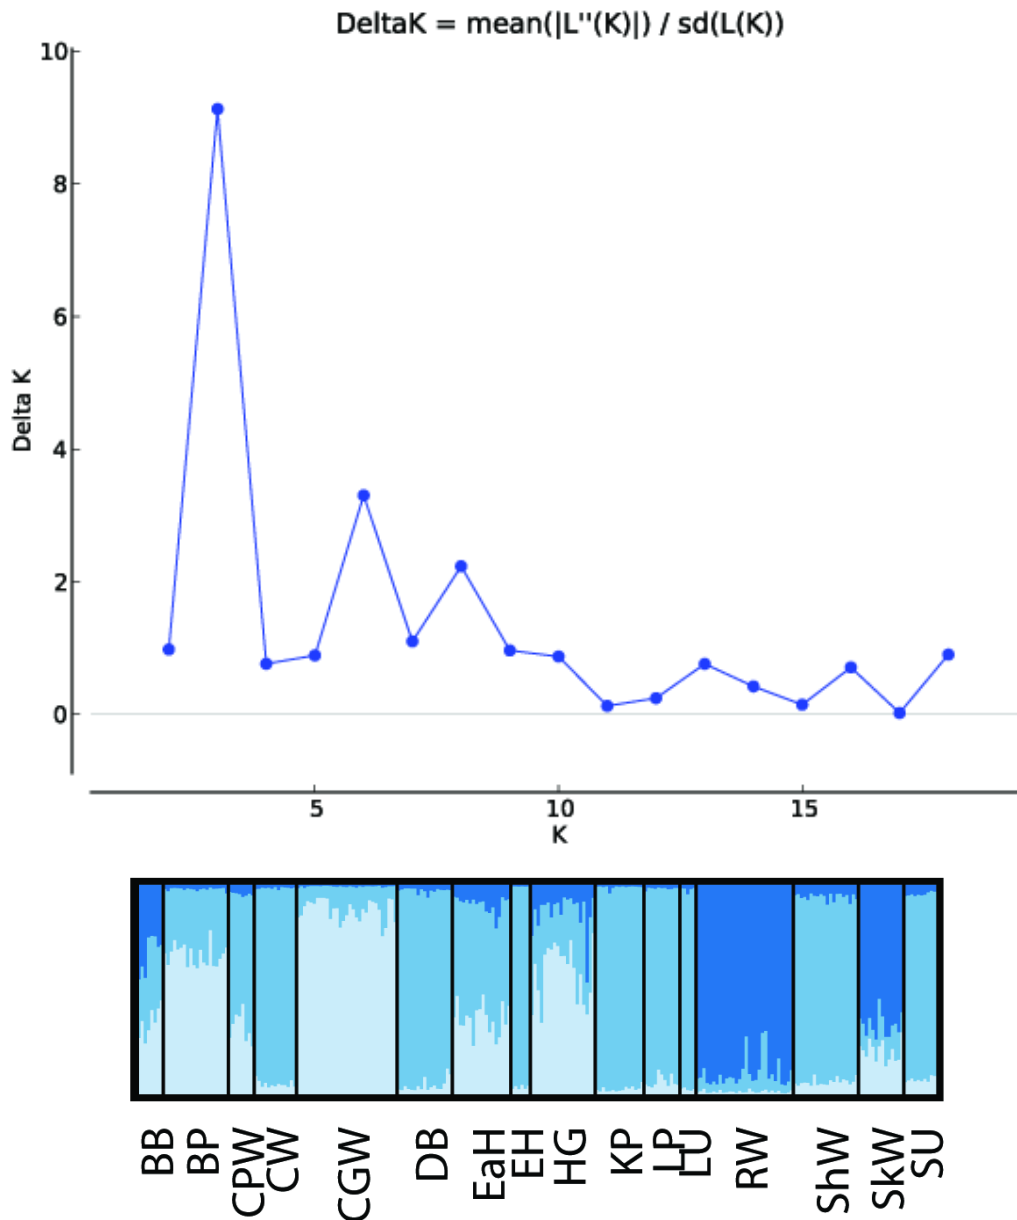 DeltaK = mean(|L''(K)|) / sd(L(K))
10
8
6
4
2
0
Delta K
5 10 15
K
BB BP CPW CW CGW DB EaH EH HG KP LP LU RW ShW SkW SU